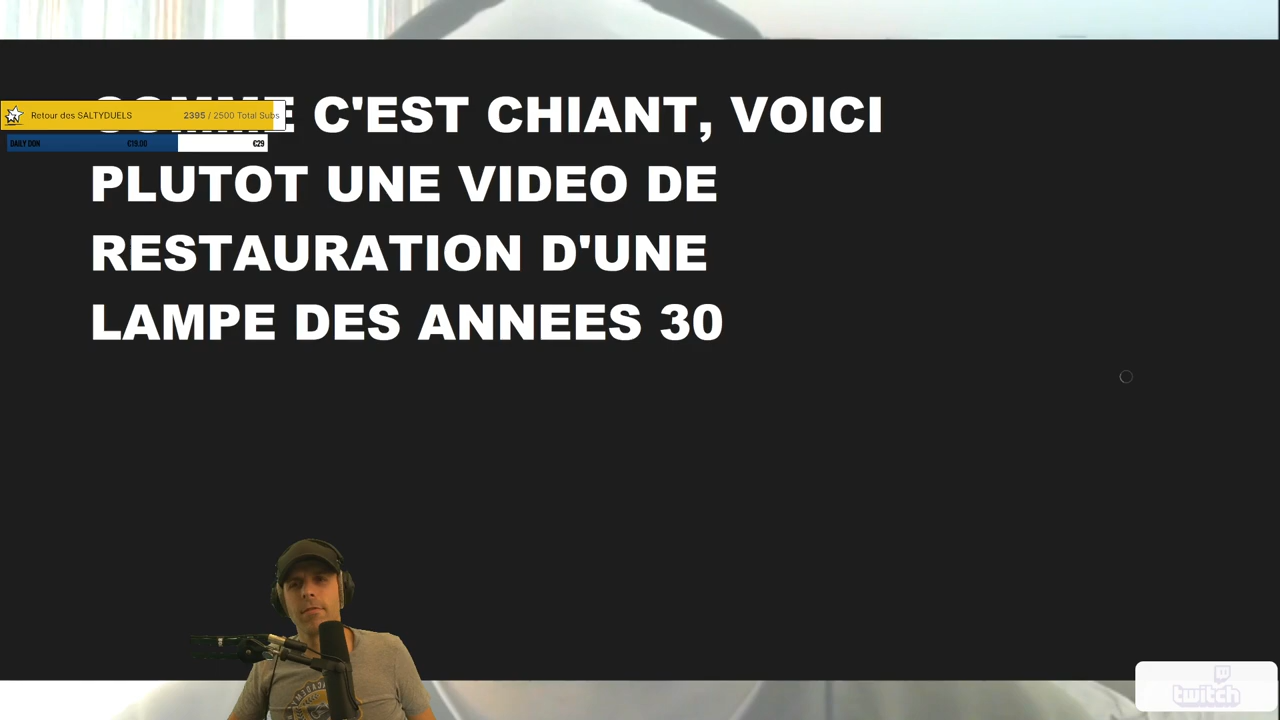 COMME C'EST CHIANT, VOICI
Retour des SALTYDUELS 2395 / 2500 Total Subs
DAILY DON €19.00 €29
PLUTOT UNE VIDEO DE
RESTAURATION D'UNE
LAMPE DES ANNEES 30
twitch